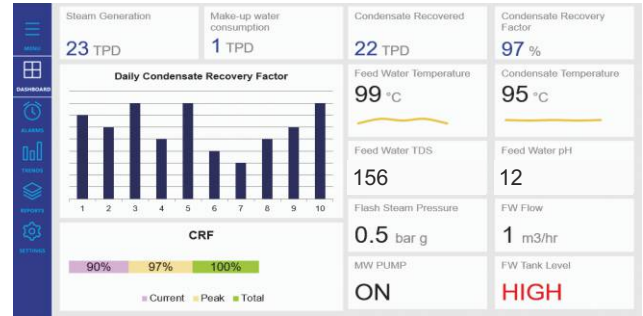 MENU
DASHBOARD
ALARMS
TRENDS
REPORTS
SETTINGS
Steam Generation
23 TPD
Make-up water
consumption
1 TPD
Condensate Recovered
22 TPD
Condensate Recovery
Factor
97 %
Daily Condensate Recovery Factor
1 2 3 4 5 6 7 8 9 10
Feed Water Temperature
99 °C
Condensate Temperature
95 °C
Feed Water TDS
156
Feed Water pH
12
Flash Steam Pressure
0.5 bar g
FW Flow
1 m3/hr
CRF
90% 97% 100%
Current Peak Total
MW PUMP
ON
FW Tank Level
HIGH